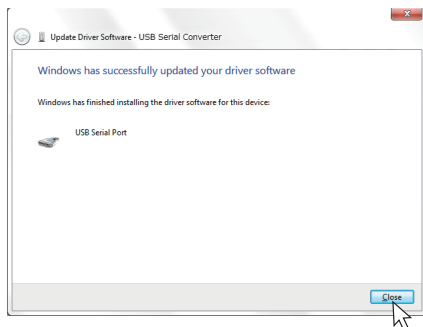 Update Driver Software - USB Serial Converter
Windows has successfully updated your driver software
Windows has finished installing the driver software for this device:
USB Serial Port
Close